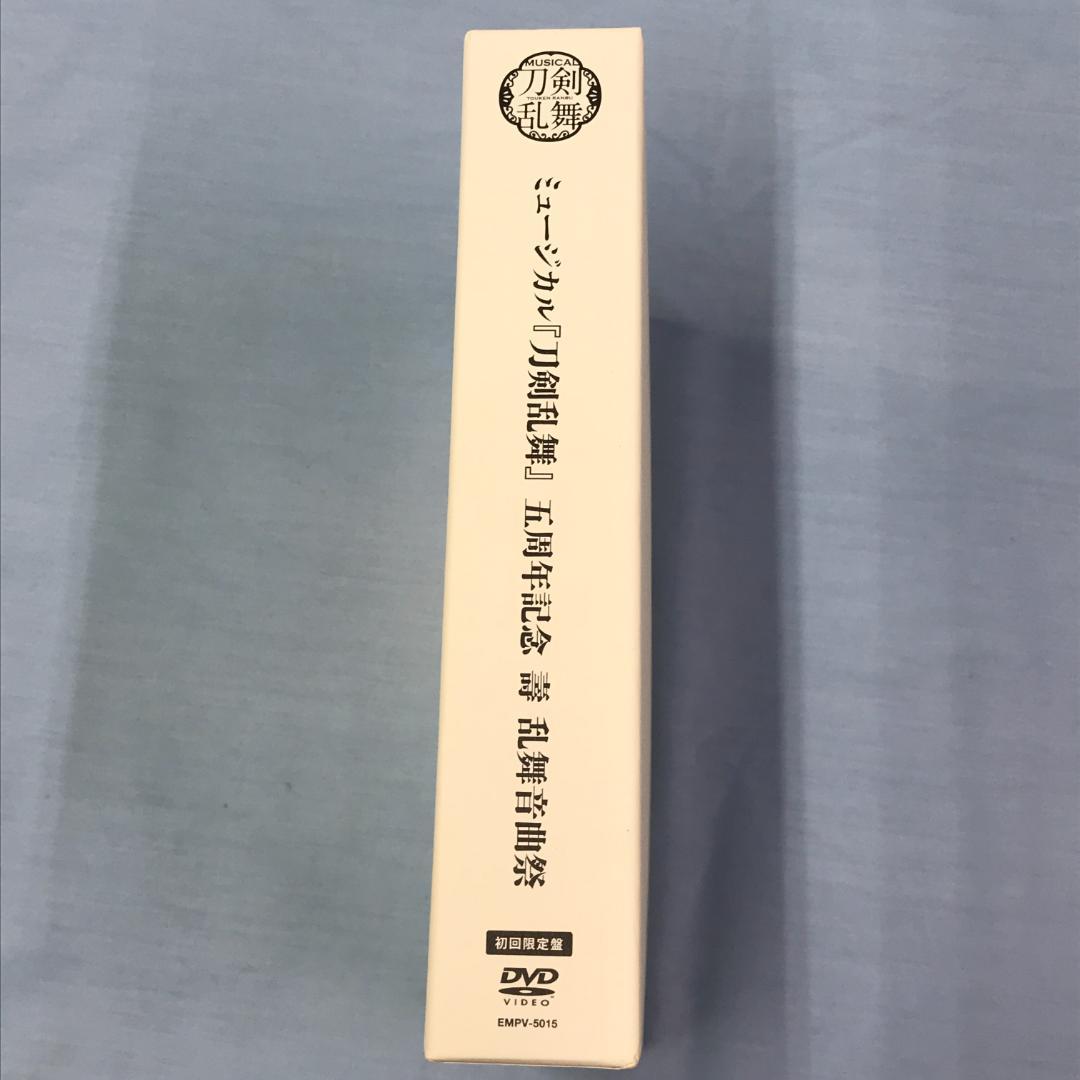 MUSICAL
刀剣
TOUKEN RANBU
乱舞
ミュージカル『刀剣乱舞』 五周年記念 壽 乱舞音曲祭
初回限定盤
DVD
VIDEO
EMPV-5015